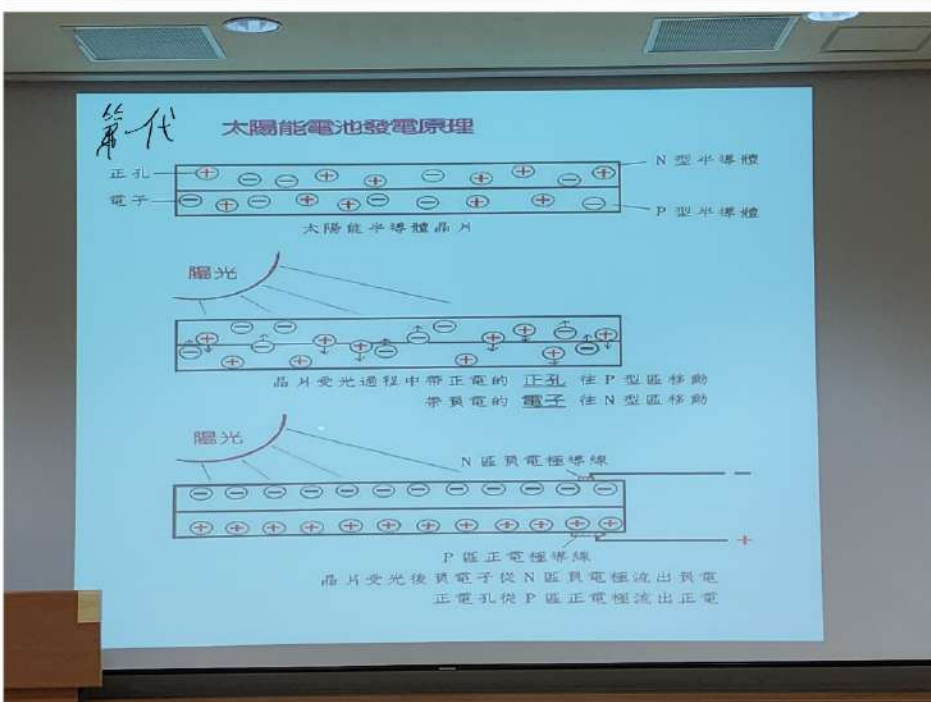 第一代
太陽能電池發電原理
正孔
N 型半導體
電子
P 型半導體
太陽能半導體晶片
陽光
晶片受光過程中帶正電的 正孔 往 P 型區移動
帶負電的 電子 往 N 型區移動
陽光
N 區負電極導線
P 區正電極導線
晶片受光後負電子從 N 區負電極流出負電
正電孔從 P 區正電極流出正電